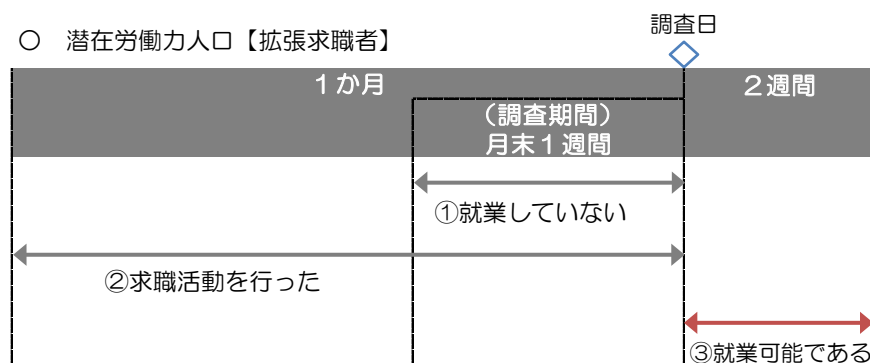 ○ 潜在労働力人口【拡張求職者】
調査日
1か月
2週間
(調査期間)
月末1週間
①就業していない
②求職活動を行った
③就業可能である